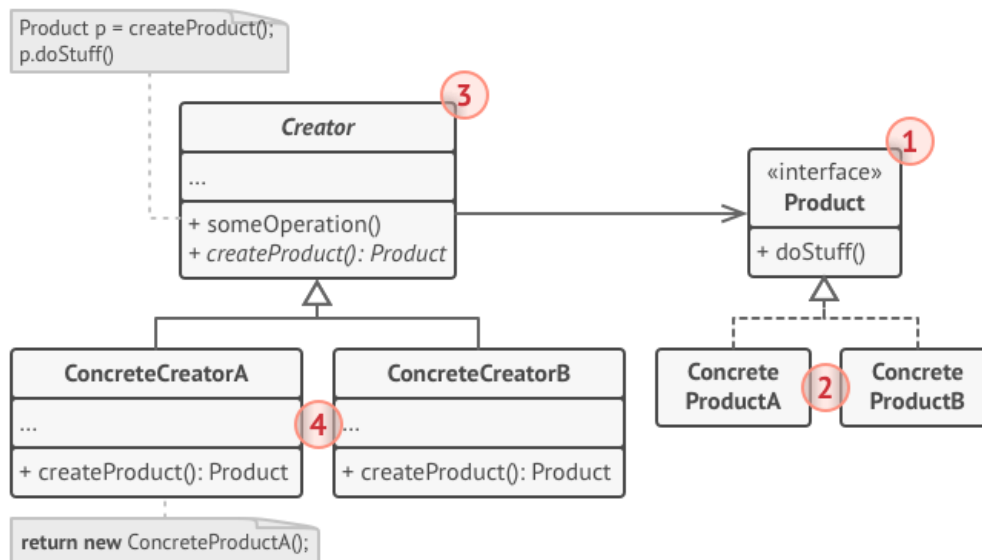 Product p = createProduct();
p.doStuff()
3
Creator
...
+ someOperation()
+ createProduct(): Product
1
«interface»
Product
+ doStuff()
ConcreteCreatorA
...
+ createProduct(): Product
4
ConcreteCreatorB
...
+ createProduct(): Product
Concrete
ProductA
2
Concrete
ProductB
return new ConcreteProductA();